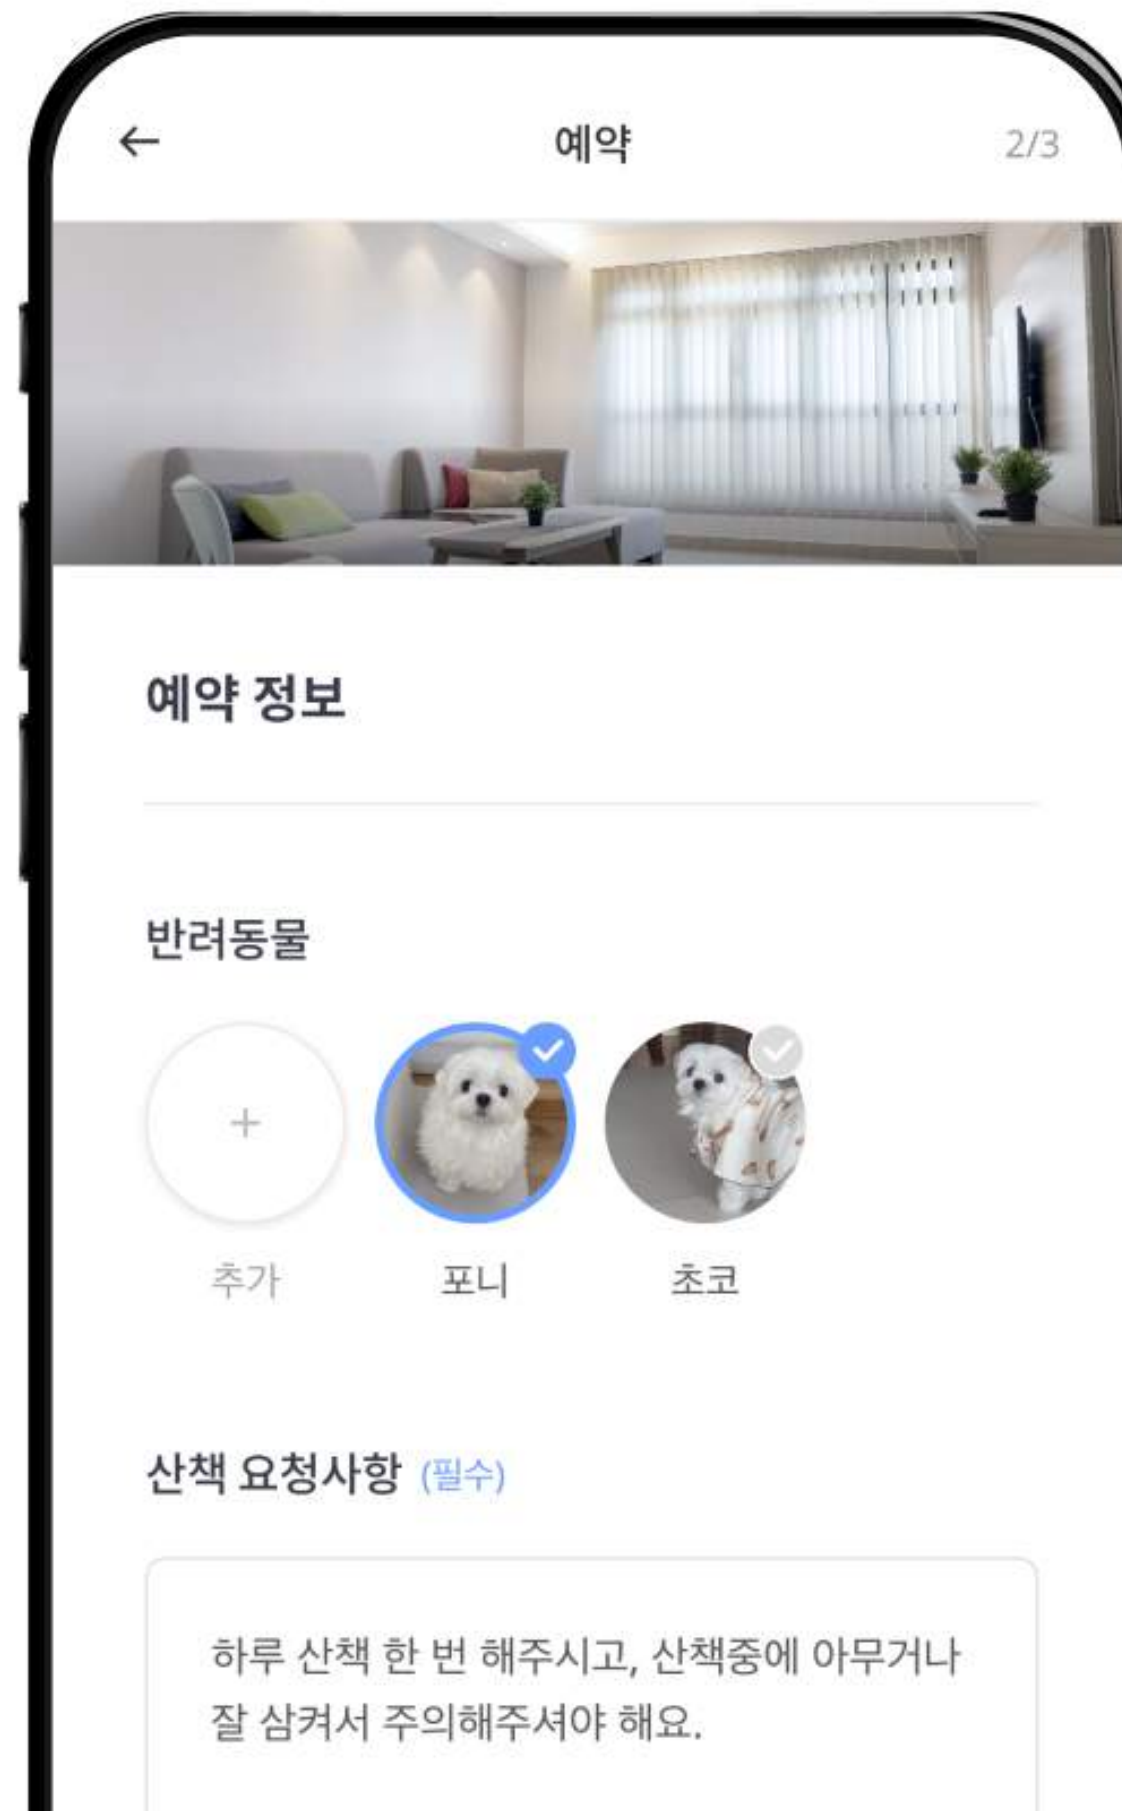 예약
2/3
예약 정보
반려동물
추가
포니
초코
산책 요청사항 (필수)
하루 산책 한 번 해주시고, 산책중에 아무거나
잘 삼켜서 주의해주셔야 해요.